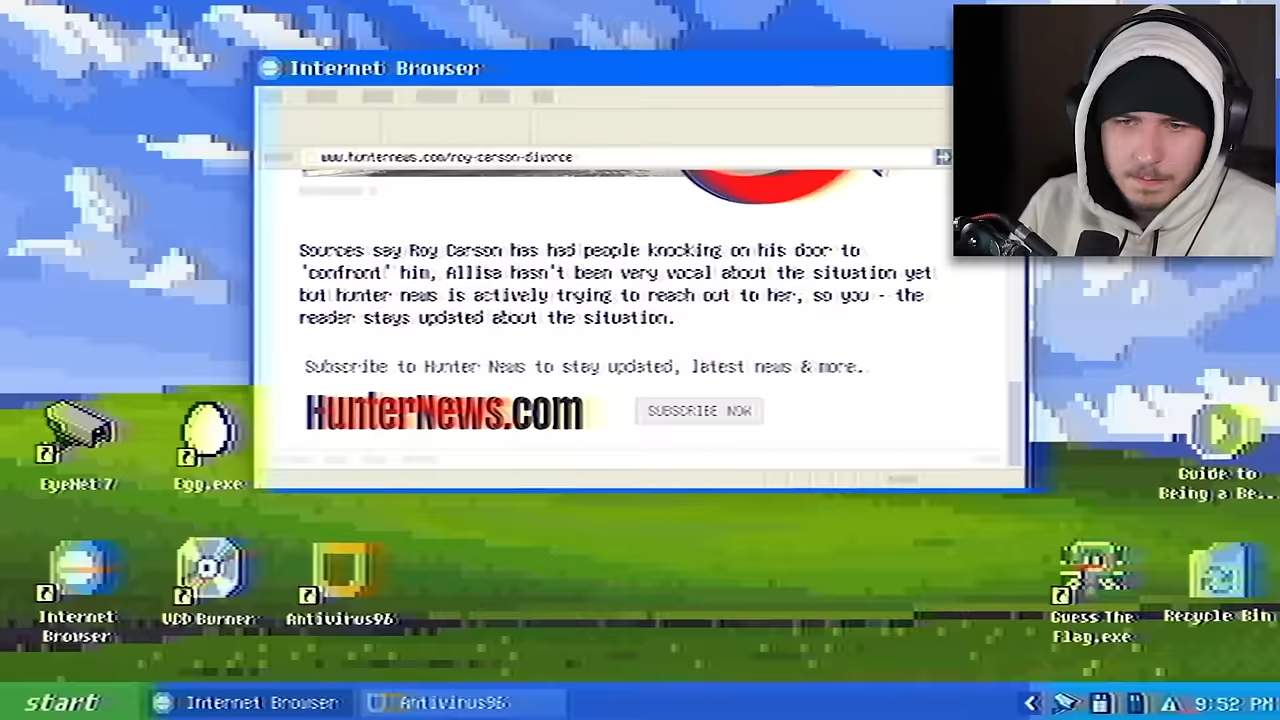 Internet Browser
www.hunternews.com/roy-carson-divorce
Sources say Roy Carson has had people knocking on his door to
'confront' him, Allisa hasn't been very vocal about the situation yet
but hunter news is actively trying to reach out to her, so you - the
reader stays updated about the situation.
Subscribe to Hunter News to stay updated, latest news & more..
HunterNews.com
SUBSCRIBE NOW
EyeNet 7
Egg.exe
Guide to
Being a Be...
Internet
Browser
VCD Burner
Antivirus96
Guess The
Flag.exe
Recycle Bin
start
Internet Browser
Antivirus96
9:52 PM